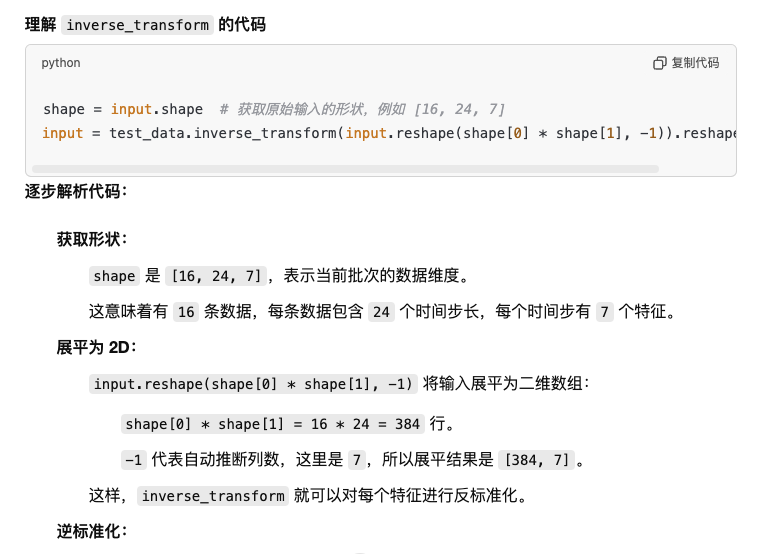 理解 inverse_transform 的代码
python
复制代码
shape = input.shape # 获取原始输入的形状，例如 [16, 24, 7]
input = test_data.inverse_transform(input.reshape(shape[0] * shape[1], -1)).reshape
逐步解析代码：
获取形状：
shape 是 [16, 24, 7]，表示当前批次的数据维度。
这意味着有 16 条数据，每条数据包含 24 个时间步长，每个时间步有 7 个特征。
展平为 2D：
input.reshape(shape[0] * shape[1], -1) 将输入展平为二维数组：
shape[0] * shape[1] = 16 * 24 = 384 行。
-1 代表自动推断列数，这里是 7，所以展平结果是 [384, 7]。
这样，inverse_transform 就可以对每个特征进行反标准化。
逆标准化：